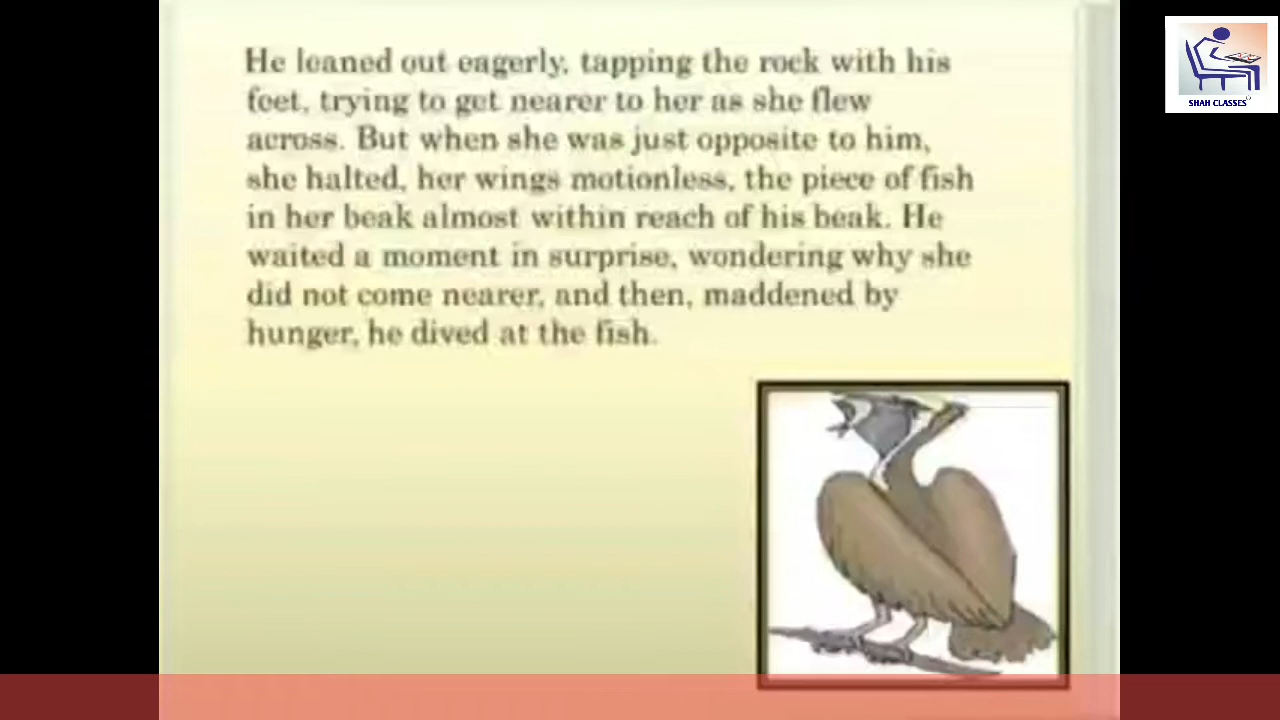 He leaned out eagerly, tapping the rock with his
feet, trying to get nearer to her as she flew
across. But when she was just opposite to him,
she halted, her wings motionless, the piece of fish
in her beak almost within reach of his beak. He
waited a moment in surprise, wondering why she
did not come nearer, and then, maddened by
hunger, he dived at the fish.
SHAH CLASSES